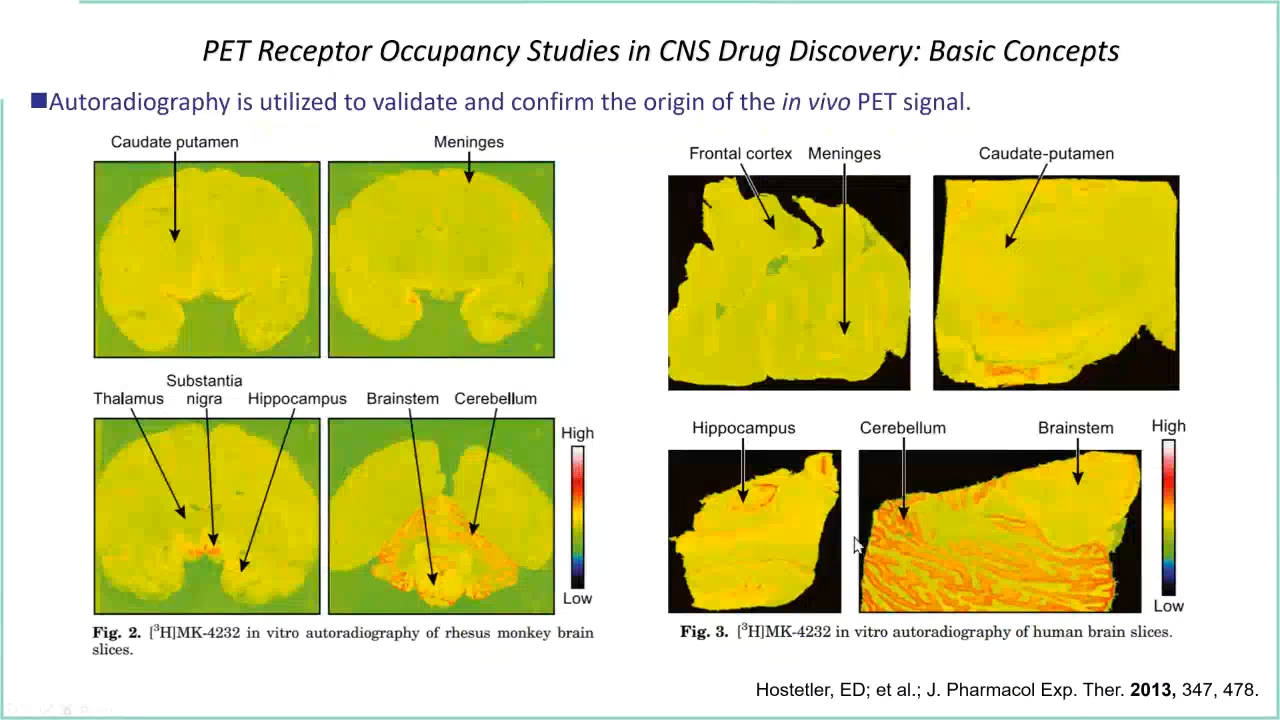 PET Receptor Occupancy Studies in CNS Drug Discovery: Basic Concepts
■Autoradiography is utilized to validate and confirm the origin of the in vivo PET signal.
Caudate putamen
Meninges
Thalamus
Substantia
nigra
Hippocampus
Brainstem
Cerebellum
High
Low
Fig. 2. [³H]MK-4232 in vitro autoradiography of rhesus monkey brain
slices.
Frontal cortex
Meninges
Caudate-putamen
Hippocampus
Cerebellum
Brainstem
High
Low
Fig. 3. [³H]MK-4232 in vitro autoradiography of human brain slices.
Hostetler, ED; et al.; J. Pharmacol Exp. Ther. 2013, 347, 478.